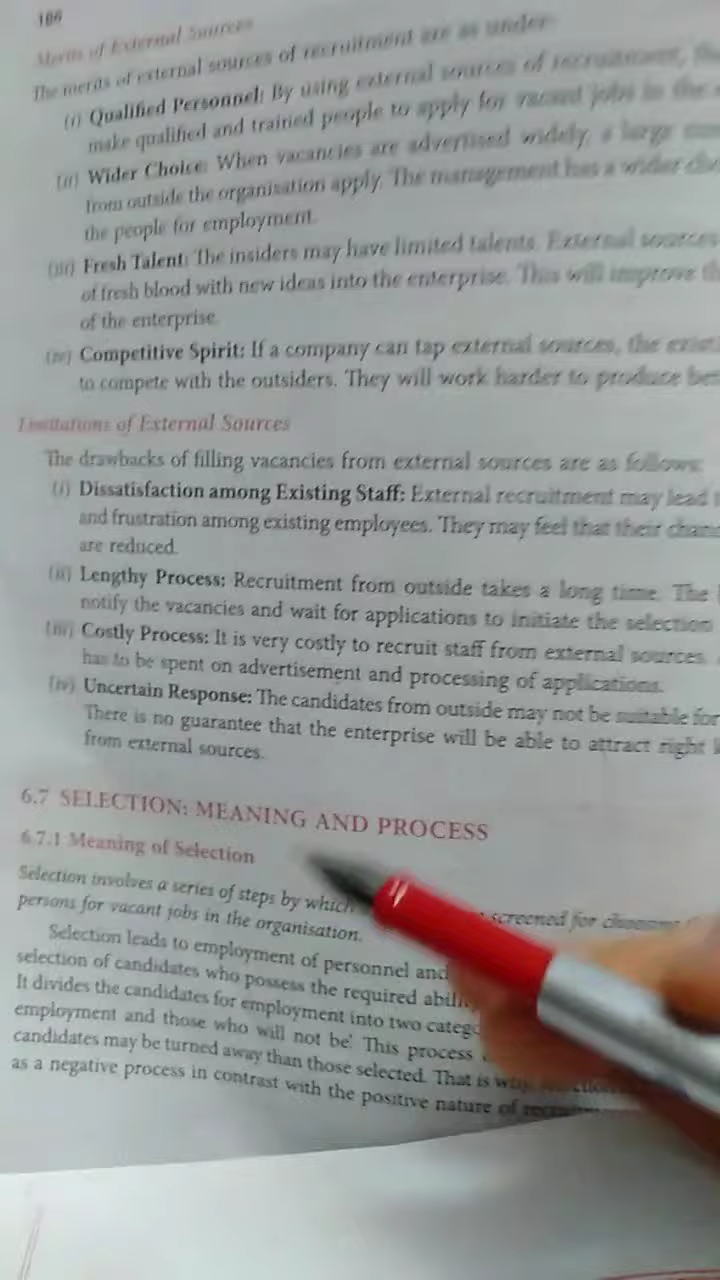 186
Merits of External Sources
The merits of external sources of recruitment are as under:
(i) Qualified Personnel: By using external sources of recruitment, the
make qualified and trained people to apply for vacant jobs in the
(ii) Wider Choice: When vacancies are advertised widely, a large
from outside the organisation apply. The management has a wider
the people for employment.
(iii) Fresh Talent: The insiders may have limited talents. External sources
of fresh blood with new ideas into the enterprise. This will improve
of the enterprise.
(iv) Competitive Spirit: If a company can tap external sources, the
to compete with the outsiders. They will work harder to produce
Limitations of External Sources
The drawbacks of filling vacancies from external sources are as follows:
(i) Dissatisfaction among Existing Staff: External recruitment may lead
and frustration among existing employees. They may feel that their
are reduced.
(ii) Lengthy Process: Recruitment from outside takes a long time. The
notify the vacancies and wait for applications to initiate the selection
(iii) Costly Process: It is very costly to recruit staff from external sources.
has to be spent on advertisement and processing of applications.
(iv) Uncertain Response: The candidates from outside may not be suitable for
There is no guarantee that the enterprise will be able to attract right
from external sources.
6.7 SELECTION: MEANING AND PROCESS
6.7.1 Meaning of Selection
Selection involves a series of steps by which screened for choosing
persons for vacant jobs in the organisation.
Selection leads to employment of personnel and
selection of candidates who possess the required
It divides the candidates for employment into two
employment and those who will not be. This process
candidates may be turned away than those selected. That is
as a negative process in contrast with the positive nature of